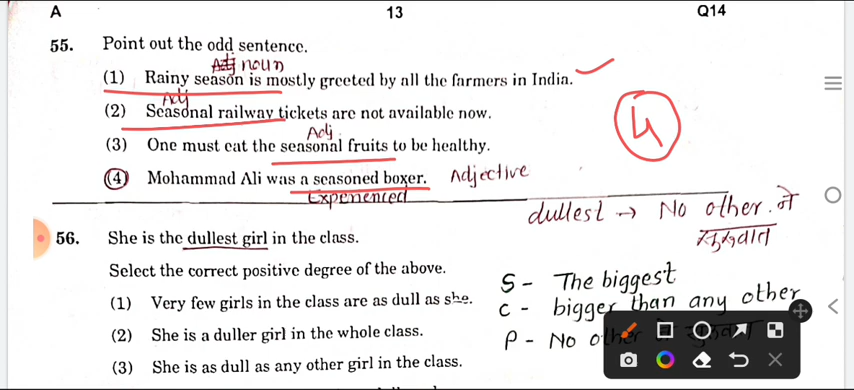 A 13 Q14
55. Point out the odd sentence.
Adj noun
(1) Rainy season is mostly greeted by all the farmers in India.
Adj
(2) Seasonal railway tickets are not available now.
Adj
(3) One must eat the seasonal fruits to be healthy.
(4) Mohammad Ali was a seasoned boxer. Adjective
Experienced
4
dullest → No other ने
सुरुवात
56. She is the dullest girl in the class.
Select the correct positive degree of the above.
S - The biggest
(1) Very few girls in the class are as dull as she.
C - bigger than any other
(2) She is a duller girl in the whole class.
P - No
(3) She is as dull as any other girl in the class.